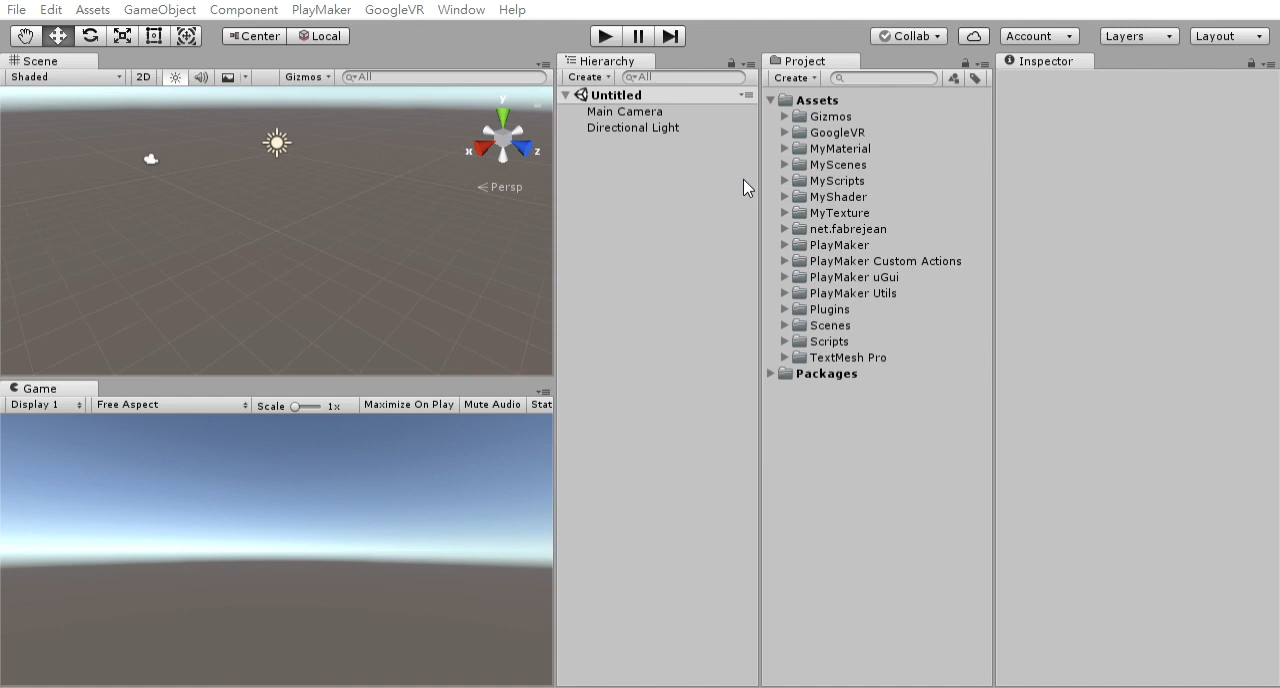 File Edit Assets GameObject Component PlayMaker GoogleVR Window Help
Center Local Collab Account Layers Layout
Scene
Shaded 2D Gizmos All
y
x z
Persp
Game
Display 1 Free Aspect Scale 1x Maximize On Play Mute Audio Stat
Hierarchy
Create All
Untitled
Main Camera
Directional Light
Project
Create
Assets
Gizmos
GoogleVR
MyMaterial
MyScenes
MyScripts
MyShader
MyTexture
net.fabrejean
PlayMaker
PlayMaker Custom Actions
PlayMaker uGui
PlayMaker Utils
Plugins
Scenes
Scripts
TextMesh Pro
Packages
Inspector